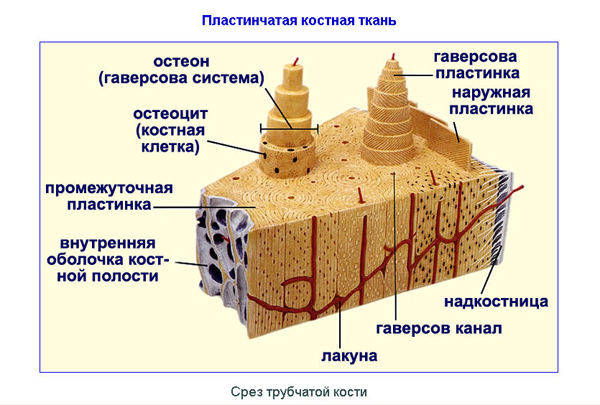 Пластинчатая костная ткань
остеон
(гаверсова система)
гаверсова
пластинка
наружная
пластинка
остеоцит
(костная
клетка)
промежуточная
пластинка
внутренняя
оболочка кост-
ной полости
надкостница
гаверсов канал
лакуна
Срез трубчатой кости